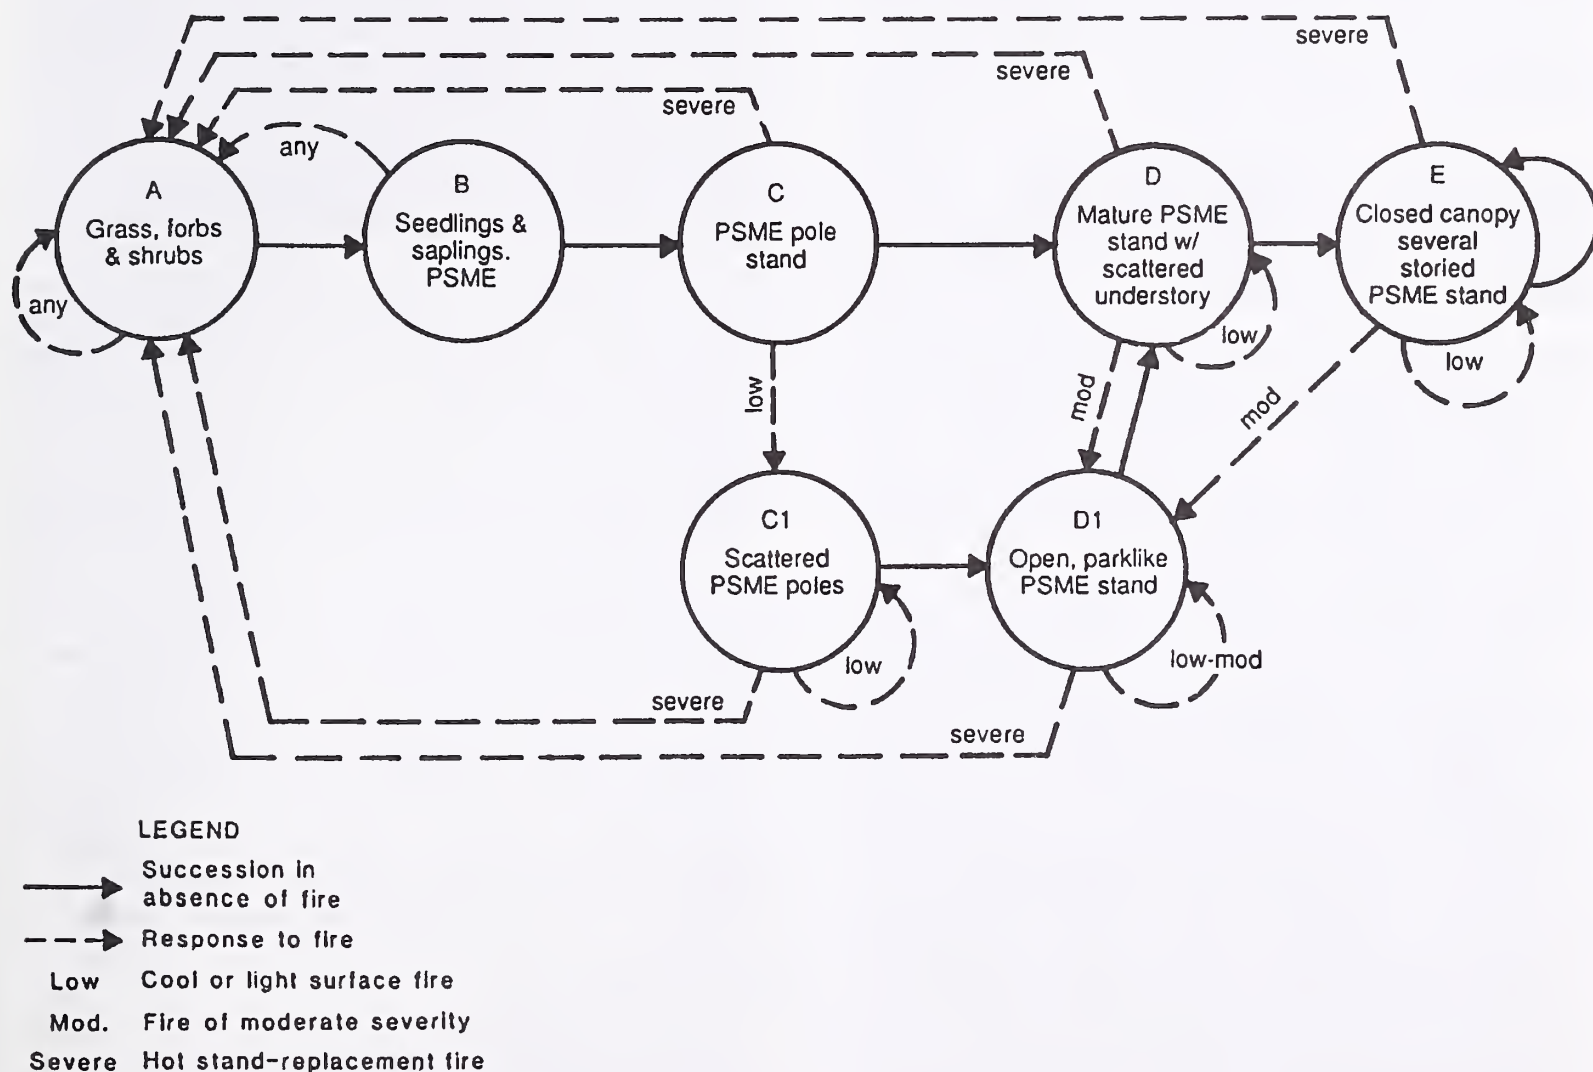 severe
severe
severe
any
A
Grass, forbs
& shrubs
any
B
Seedlings &
saplings.
PSME
C
PSME pole
stand
D
Mature PSME
stand w/
scattered
understory
low
E
Closed canopy
several
storied
PSME stand
low
low
mod
mod
C1
Scattered
PSME poles
low
D1
Open, parklike
PSME stand
low-mod
severe
severe
LEGEND
Succession in
absence of fire
Response to fire
Low Cool or light surface fire
Mod. Fire of moderate severity
Severe Hot stand-replacement fire